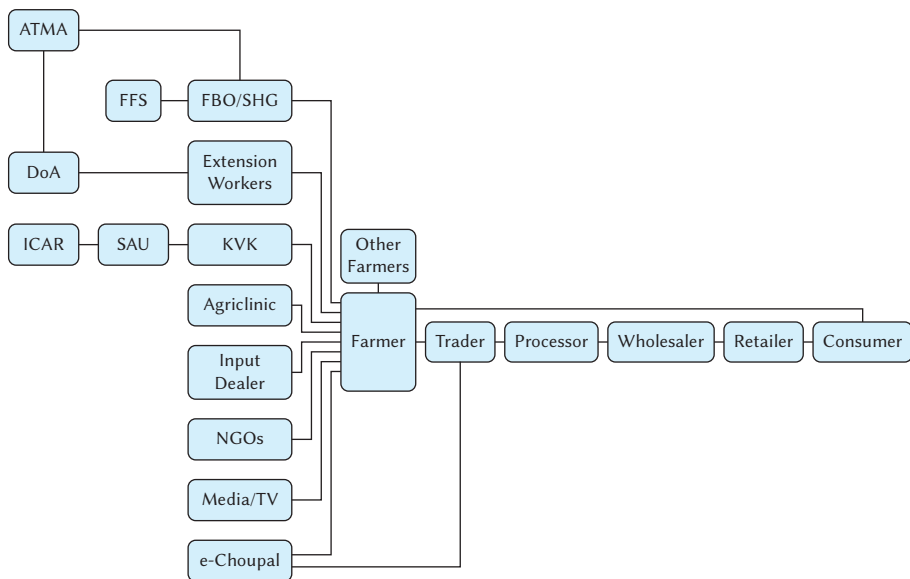 ATMA
FFS
FBO/SHG
DoA
Extension
Workers
ICAR
SAU
KVK
Other
Farmers
Agriclinic
Farmer
Trader
Processor
Wholesaler
Retailer
Consumer
Input
Dealer
NGOs
Media/TV
e-Choupal